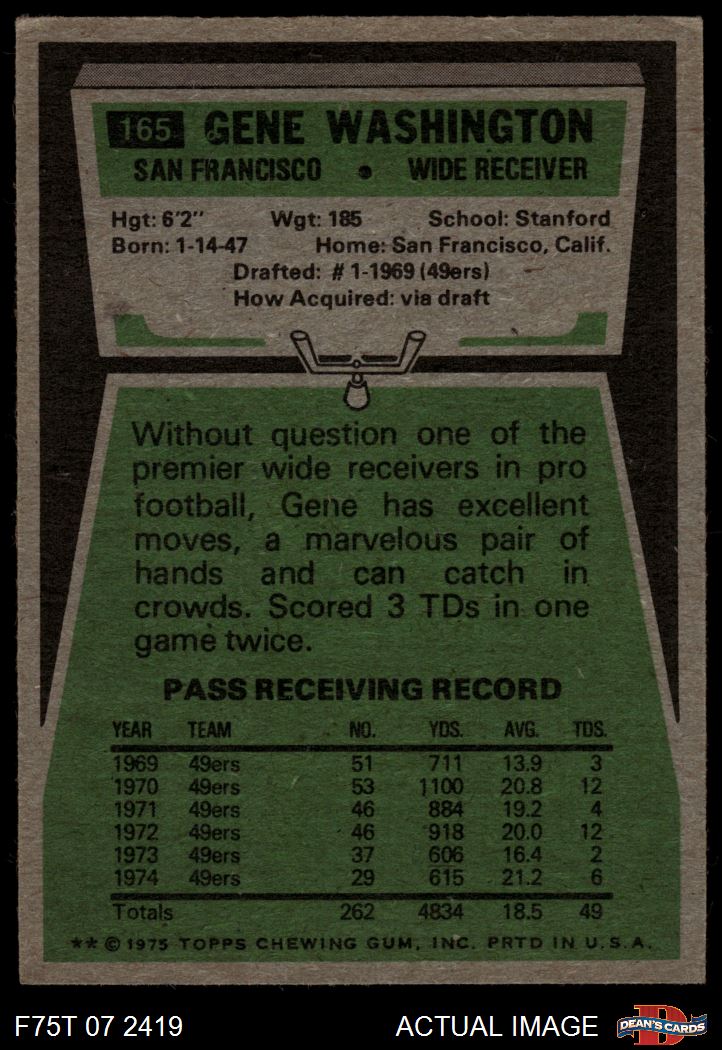 165 GENE WASHINGTON
SAN FRANCISCO • WIDE RECEIVER
Hgt: 6'2" Wgt: 185 School: Stanford
Born: 1-14-47 Home: San Francisco, Calif.
Drafted: # 1-1969 (49ers)
How Acquired: via draft
Without question one of the
premier wide receivers in pro
football, Gene has excellent
moves, a marvelous pair of
hands and can catch in
crowds. Scored 3 TDs in one
game twice.
PASS RECEIVING RECORD
YEAR TEAM NO. YDS. AVG. TDS.
1969 49ers 51 711 13.9 3
1970 49ers 53 1100 20.8 12
1971 49ers 46 884 19.2 4
1972 49ers 46 918 20.0 12
1973 49ers 37 606 16.4 2
1974 49ers 29 615 21.2 6
Totals 262 4834 18.5 49
** © 1975 TOPPS CHEWING GUM, INC. PRTD IN U.S.A.
F75T 07 2419 ACTUAL IMAGE D DEAN'S CARDS